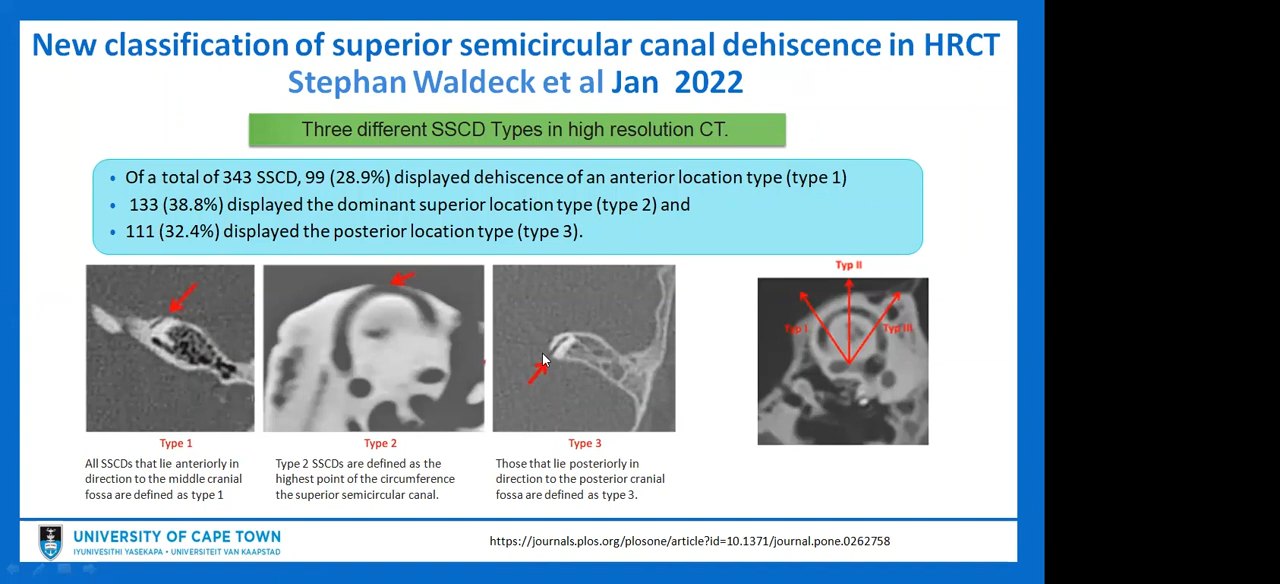 New classification of superior semicircular canal dehiscence in HRCT
Stephan Waldeck et al Jan 2022
Three different SSCD Types in high resolution CT.
• Of a total of 343 SSCD, 99 (28.9%) displayed dehiscence of an anterior location type (type 1)
• 133 (38.8%) displayed the dominant superior location type (type 2) and
• 111 (32.4%) displayed the posterior location type (type 3).
Typ II
Typ I
Typ III
Type 1
Type 2
Type 3
All SSCDs that lie anteriorly in
direction to the middle cranial
fossa are defined as type 1
Type 2 SSCDs are defined as the
highest point of the circumference
the superior semicircular canal.
Those that lie posteriorly in
direction to the posterior cranial
fossa are defined as type 3.
UNIVERSITY OF CAPE TOWN
IYUNIVESITHI YASEKAPA • UNIVERSITEIT VAN KAAPSTAD
https://journals.plos.org/plosone/article?id=10.1371/journal.pone.0262758